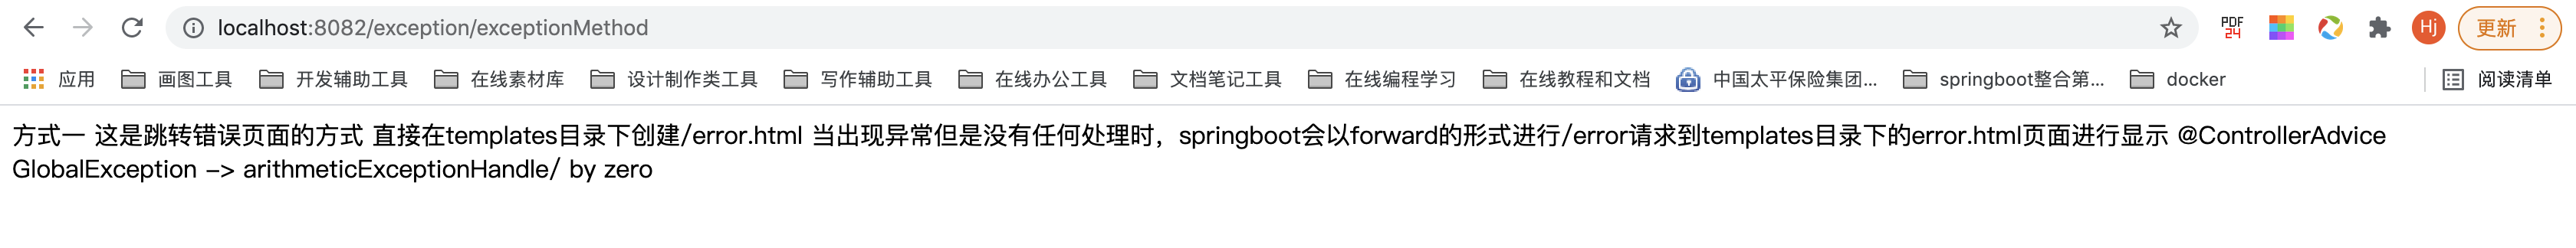 localhost:8082/exception/exceptionMethod PDF 24 Hj 更新
应用 画图工具 开发辅助工具 在线素材库 设计制作类工具 写作辅助工具 在线办公工具 文档笔记工具 在线编程学习 在线教程和文档 中国太平保险集团... springboot整合第... docker 阅读清单
方式一 这是跳转错误页面的方式 直接在templates目录下创建/error.html 当出现异常但是没有任何处理时，springboot会以forward的形式进行/error请求到templates目录下的error.html页面进行显示 @ControllerAdvice
GlobalException -> arithmeticExceptionHandle/ by zero